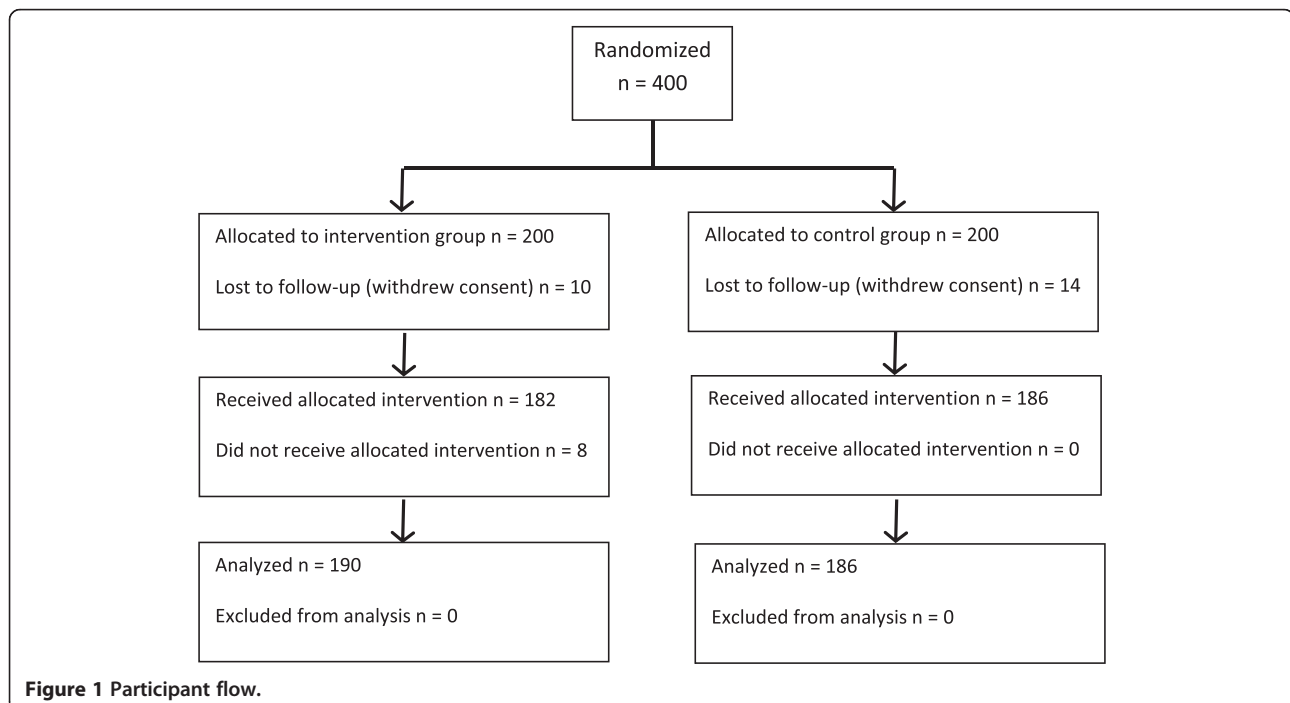 Randomized
n = 400
Allocated to intervention group n = 200
Lost to follow-up (withdrew consent) n = 10
Allocated to control group n = 200
Lost to follow-up (withdrew consent) n = 14
Received allocated intervention n = 182
Did not receive allocated intervention n = 8
Received allocated intervention n = 186
Did not receive allocated intervention n = 0
Analyzed n = 190
Excluded from analysis n = 0
Analyzed n = 186
Excluded from analysis n = 0
Figure 1 Participant flow.